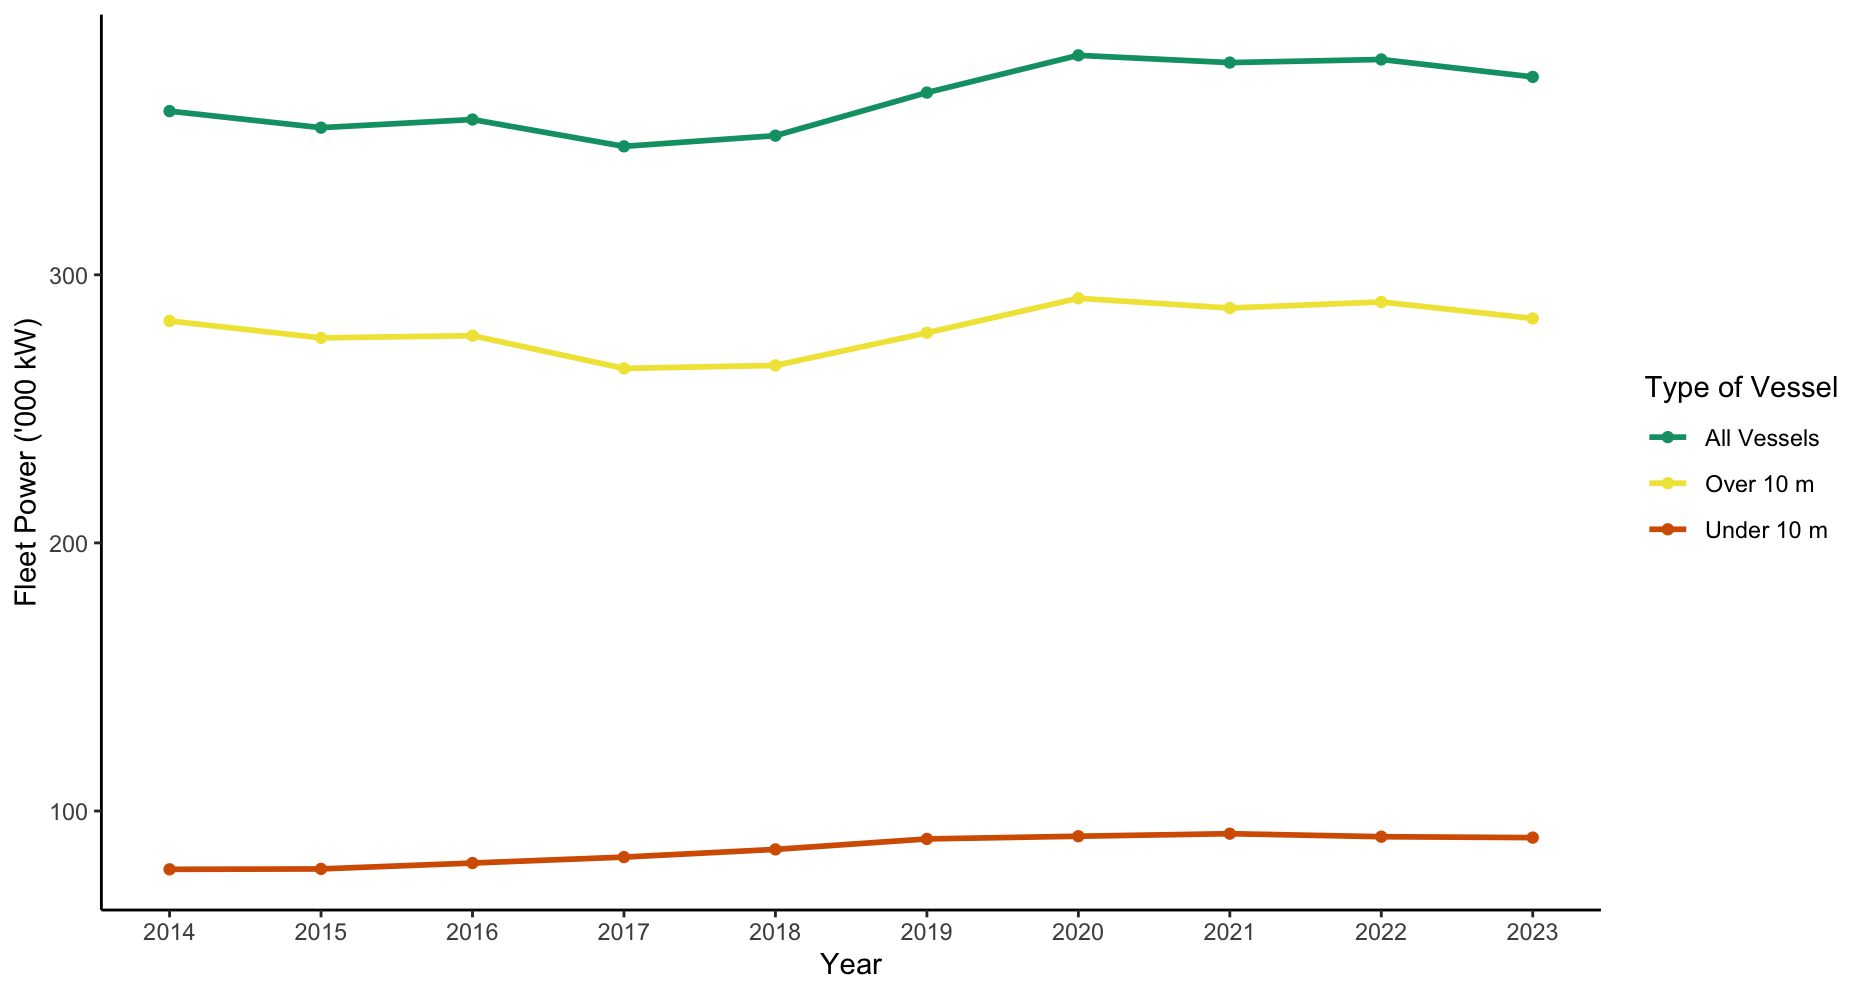 Fleet Power ('000 kW)
300
200
100
2014 2015 2016 2017 2018 2019 2020 2021 2022 2023
Year
Type of Vessel
All Vessels
Over 10 m
Under 10 m